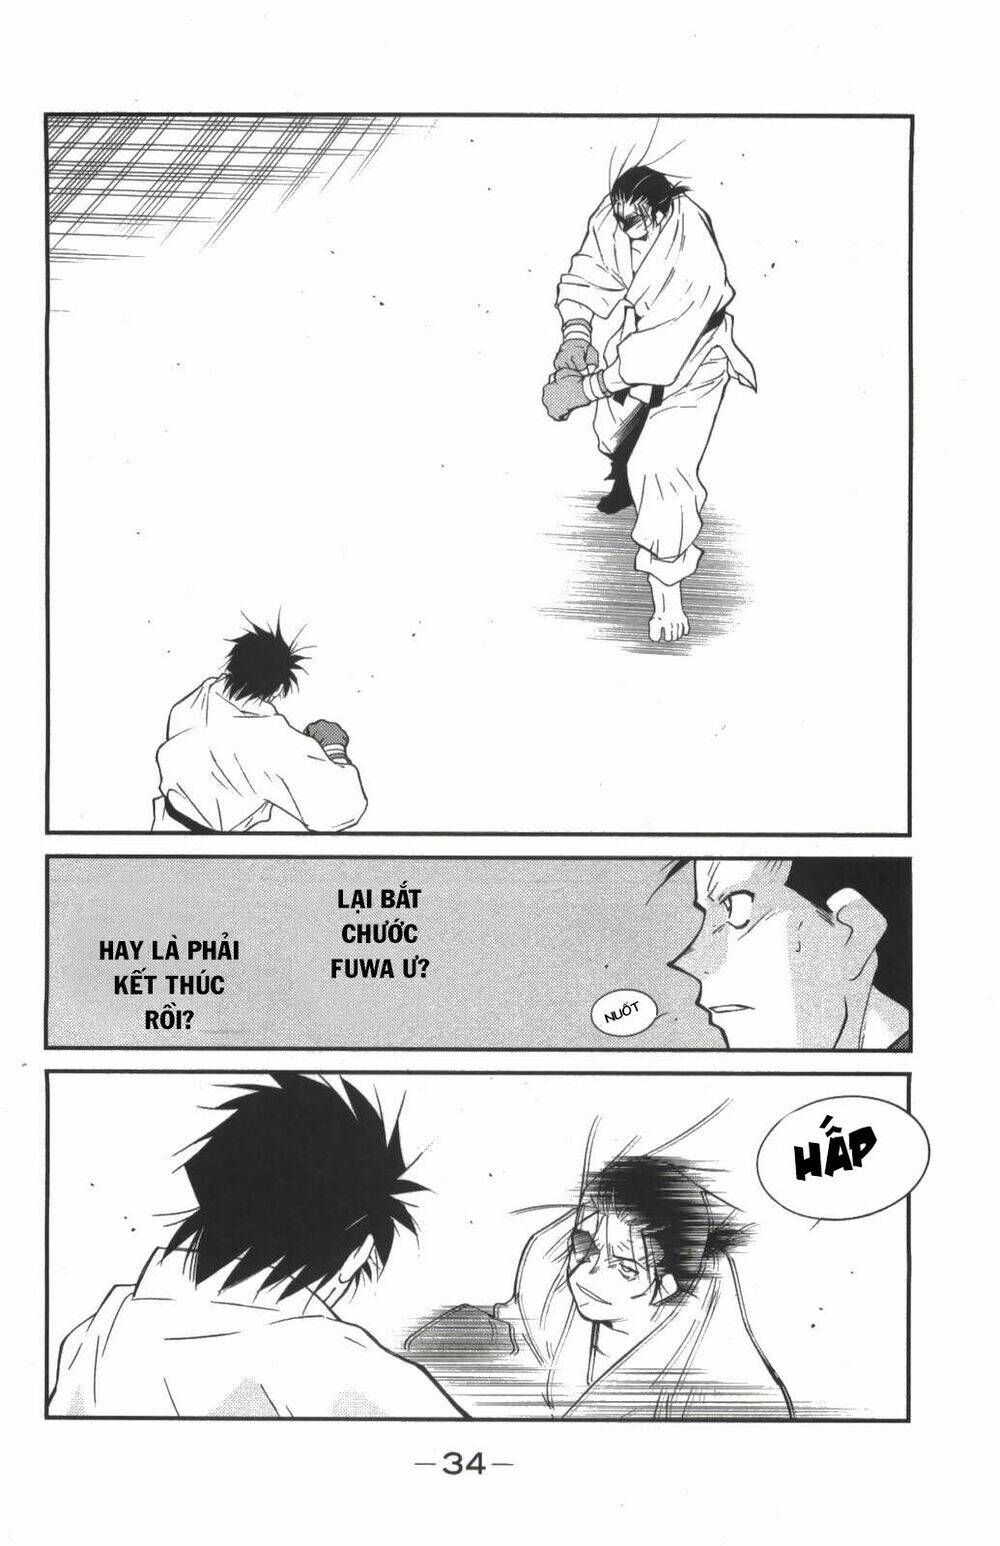 LẠI BẮT
CHƯỚC
FUWA Ư?
HAY LÀ PHẢI
KẾT THÚC
RỒI?
NUỐT
HẤP
-34-